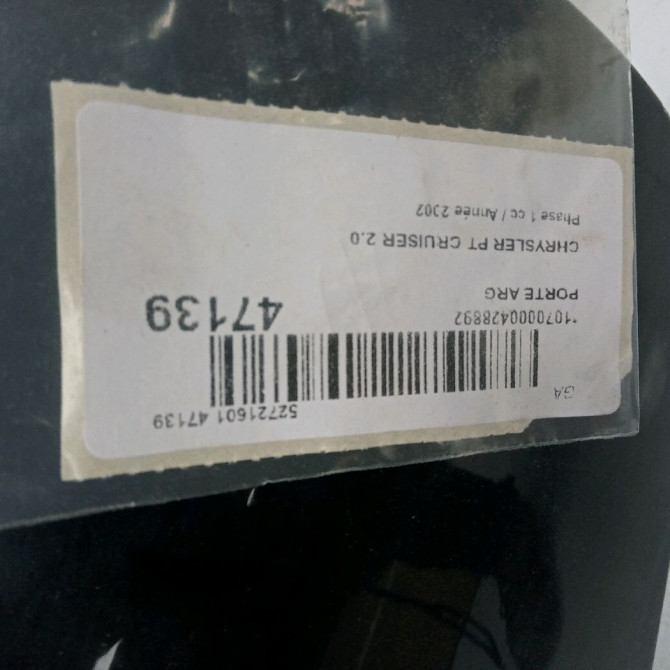 GA
52721601 47139
*1070000428892
47139
PORTE ARG
CHRYSLER PT CRUISER 2.0
Phase 1 cc / Année 2002